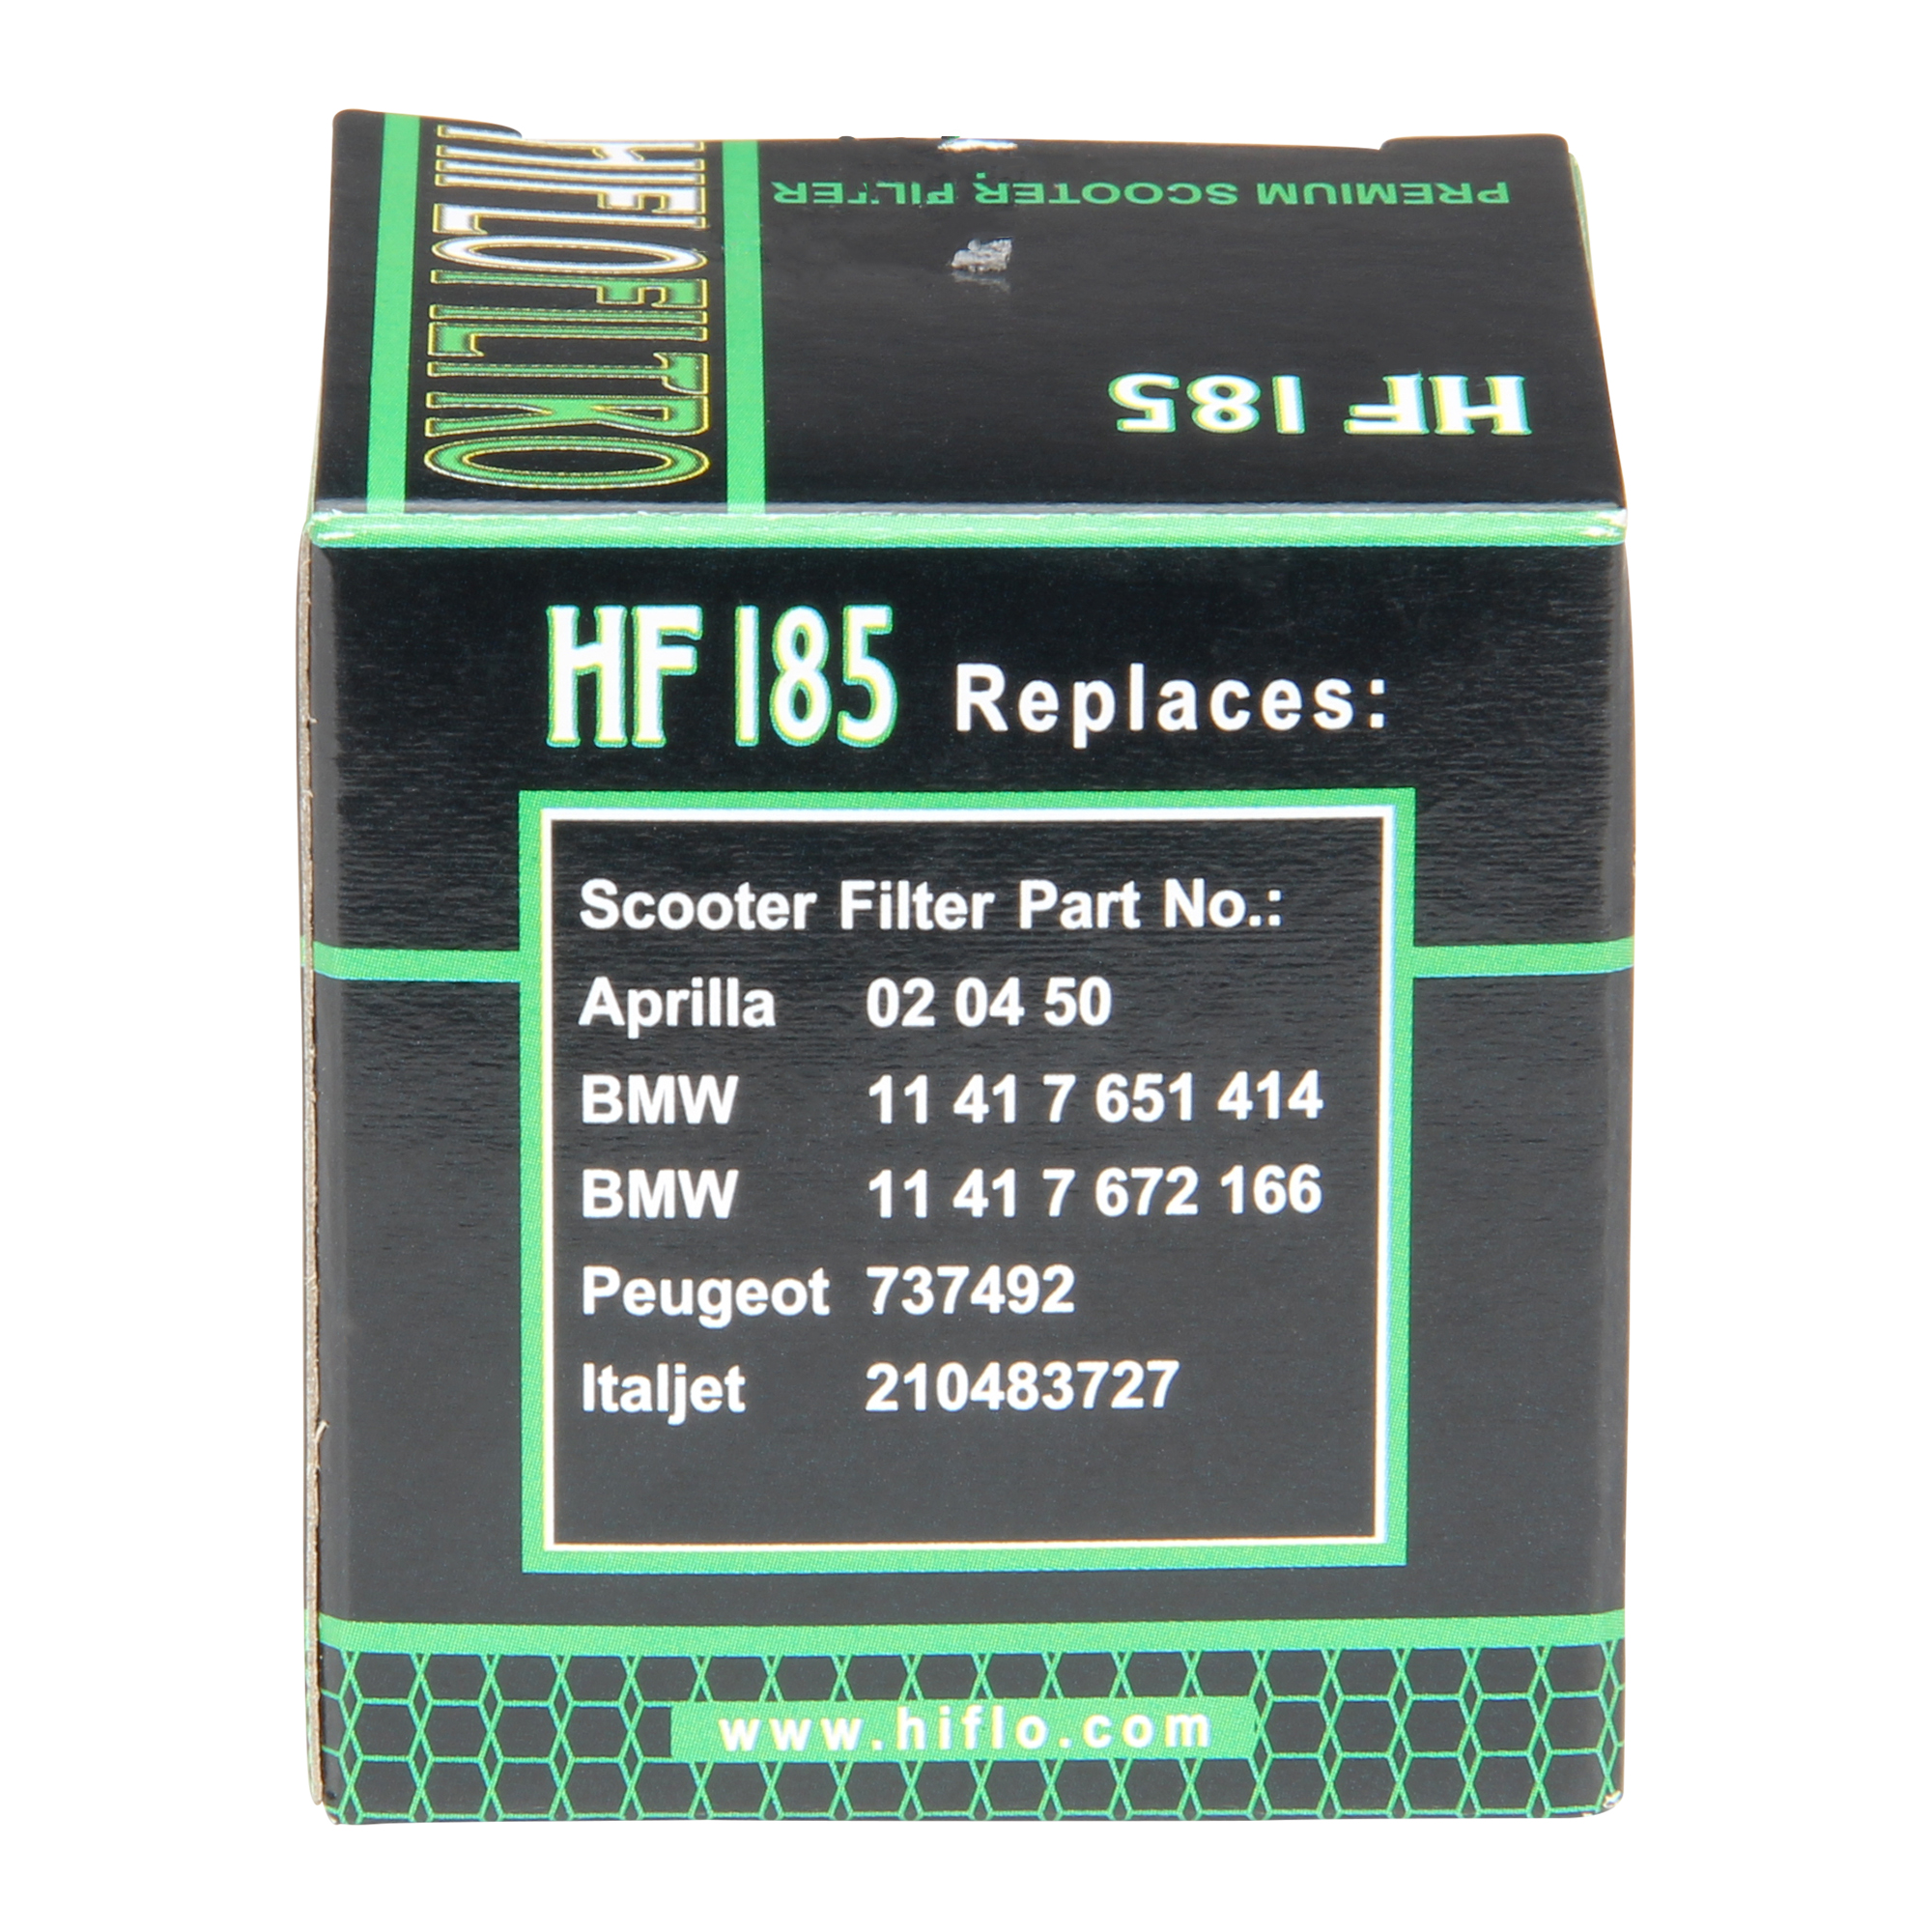 HIFLOFILTRO
PREMIUM SCOOTER FILTER
HF 185
HF 185 Replaces:
Scooter Filter Part No.:
Aprilla 02 04 50
BMW 11 41 7 651 414
BMW 11 41 7 672 166
Peugeot 737492
Italjet 210483727
www.hiflo.com